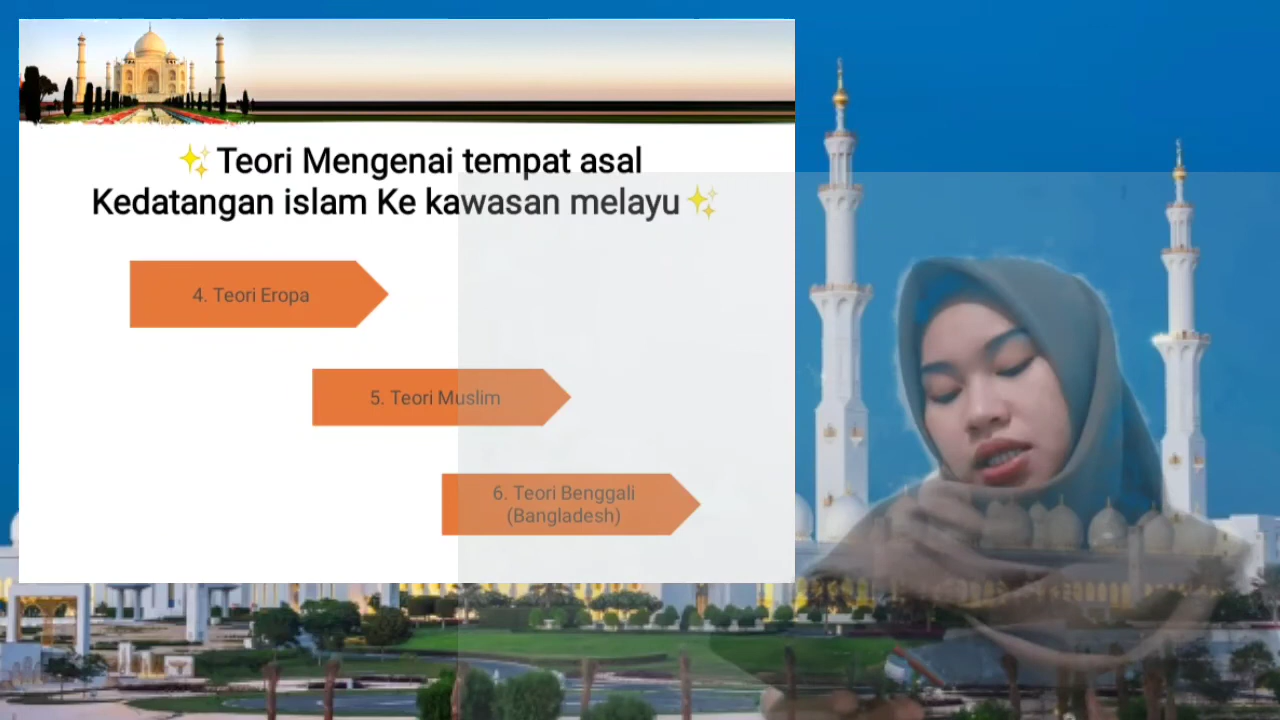 Teori Mengenai tempat asal
Kedatangan islam Ke kawasan melayu
4. Teori Eropa
5. Teori Muslim
6. Teori Benggali
(Bangladesh)